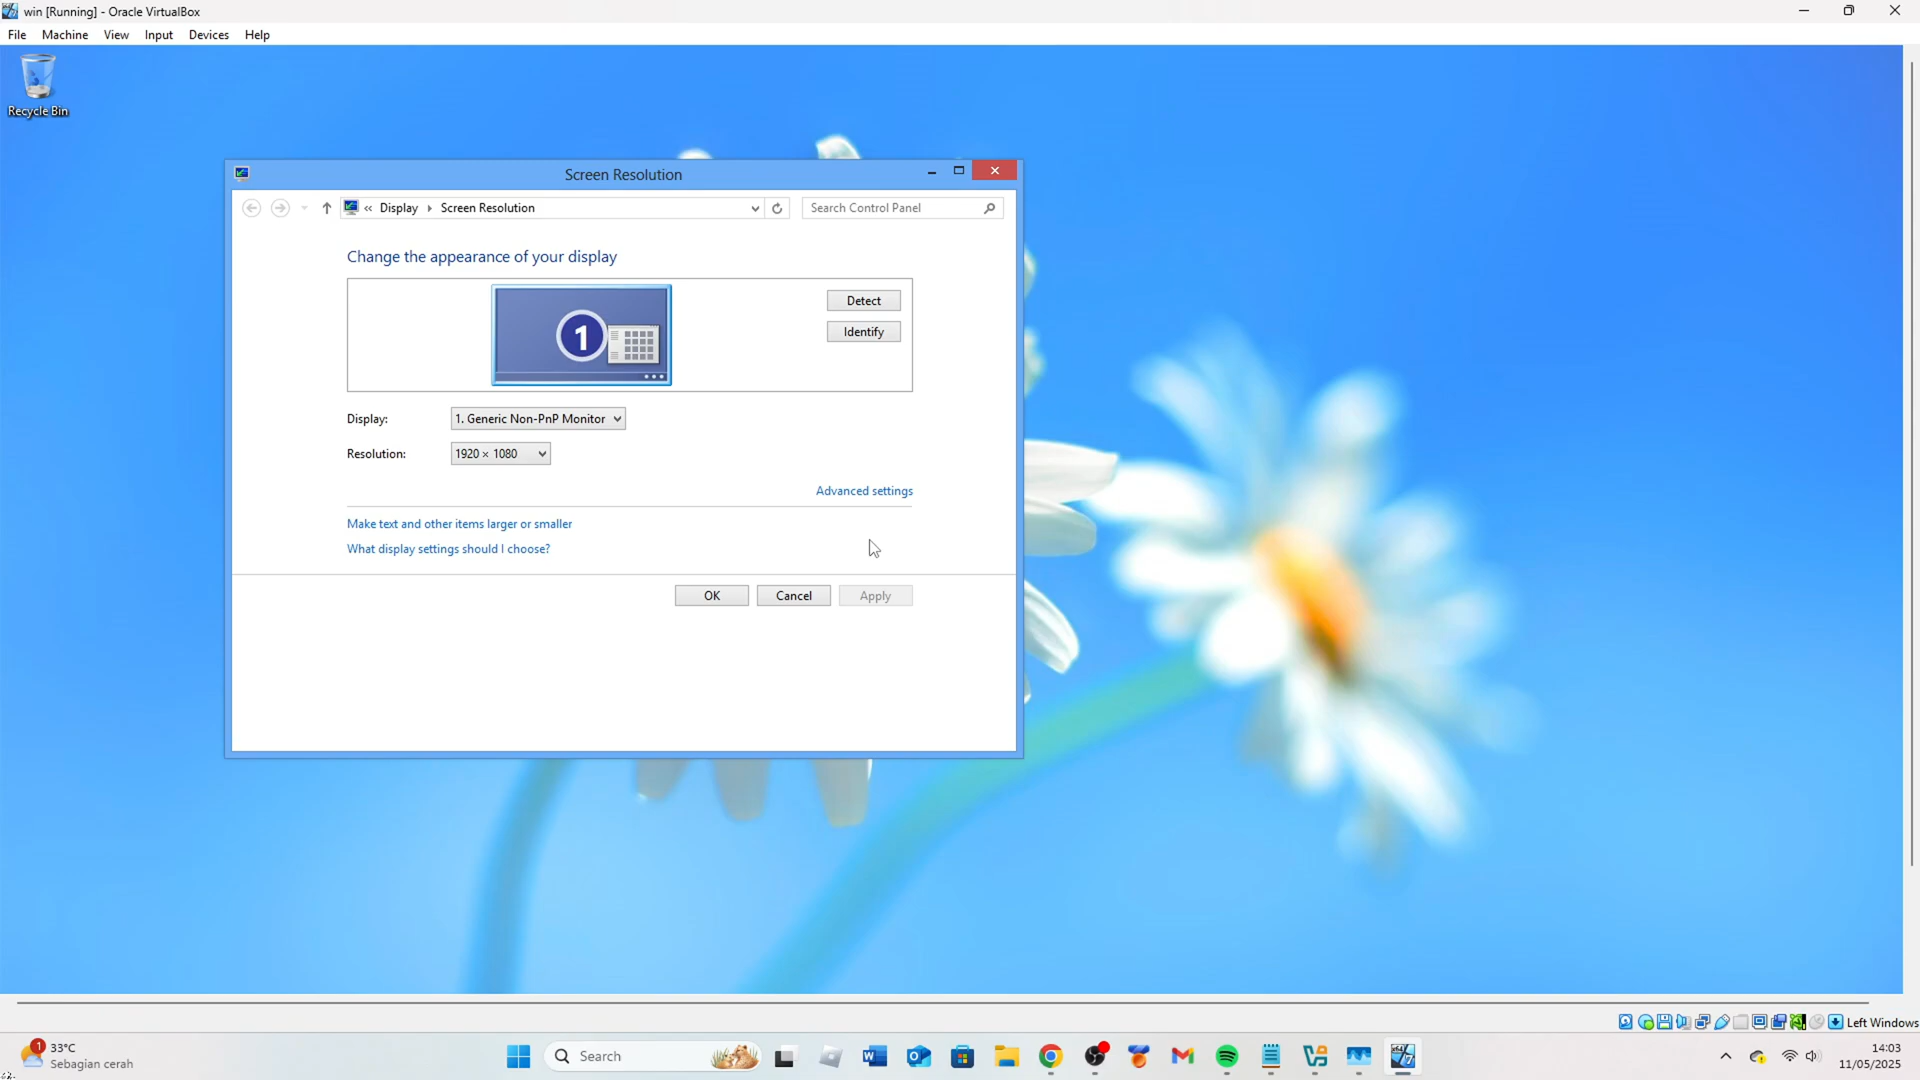 win [Running] - Oracle VirtualBox
File Machine View Input Devices Help
Recycle Bin
Screen Resolution
« Display Screen Resolution
Search Control Panel
Change the appearance of your display
1
Detect
Identify
Display: 1. Generic Non-PnP Monitor
Resolution: 1920 × 1080
Advanced settings
Make text and other items larger or smaller
What display settings should I choose?
OK Cancel Apply
Left Windows
1
33°C
Sebagian cerah
Search
14:03
11/05/2025